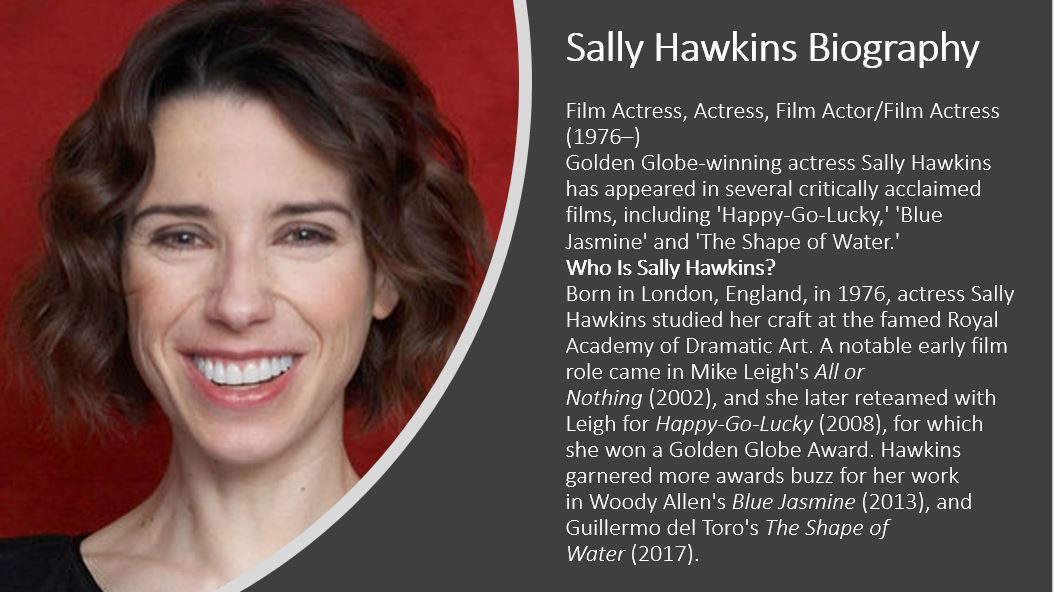 Sally Hawkins Biography
Film Actress, Actress, Film Actor/Film Actress
(1976–)
Golden Globe-winning actress Sally Hawkins
has appeared in several critically acclaimed
films, including 'Happy-Go-Lucky,' 'Blue
Jasmine' and 'The Shape of Water.'
Who Is Sally Hawkins?
Born in London, England, in 1976, actress Sally
Hawkins studied her craft at the famed Royal
Academy of Dramatic Art. A notable early film
role came in Mike Leigh's All or
Nothing (2002), and she later reteamed with
Leigh for Happy-Go-Lucky (2008), for which
she won a Golden Globe Award. Hawkins
garnered more awards buzz for her work
in Woody Allen's Blue Jasmine (2013), and
Guillermo del Toro's The Shape of
Water (2017).